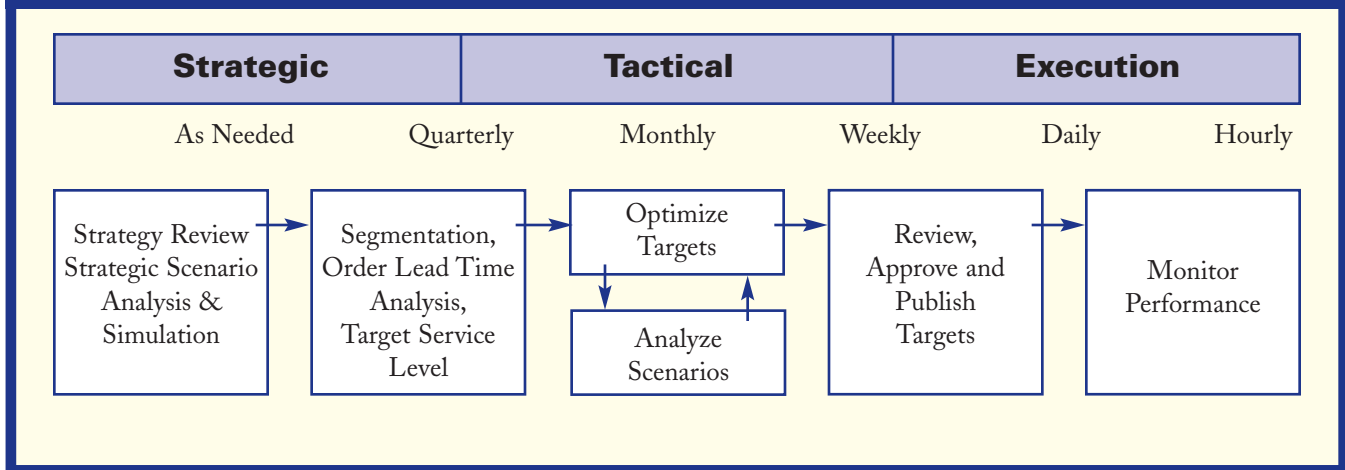 Strategic Tactical Execution
As Needed Quarterly Monthly Weekly Daily Hourly
Strategy Review
Strategic Scenario
Analysis &
Simulation
Segmentation,
Order Lead Time
Analysis,
Target Service
Level
Optimize
Targets
Analyze
Scenarios
Review,
Approve and
Publish
Targets
Monitor
Performance